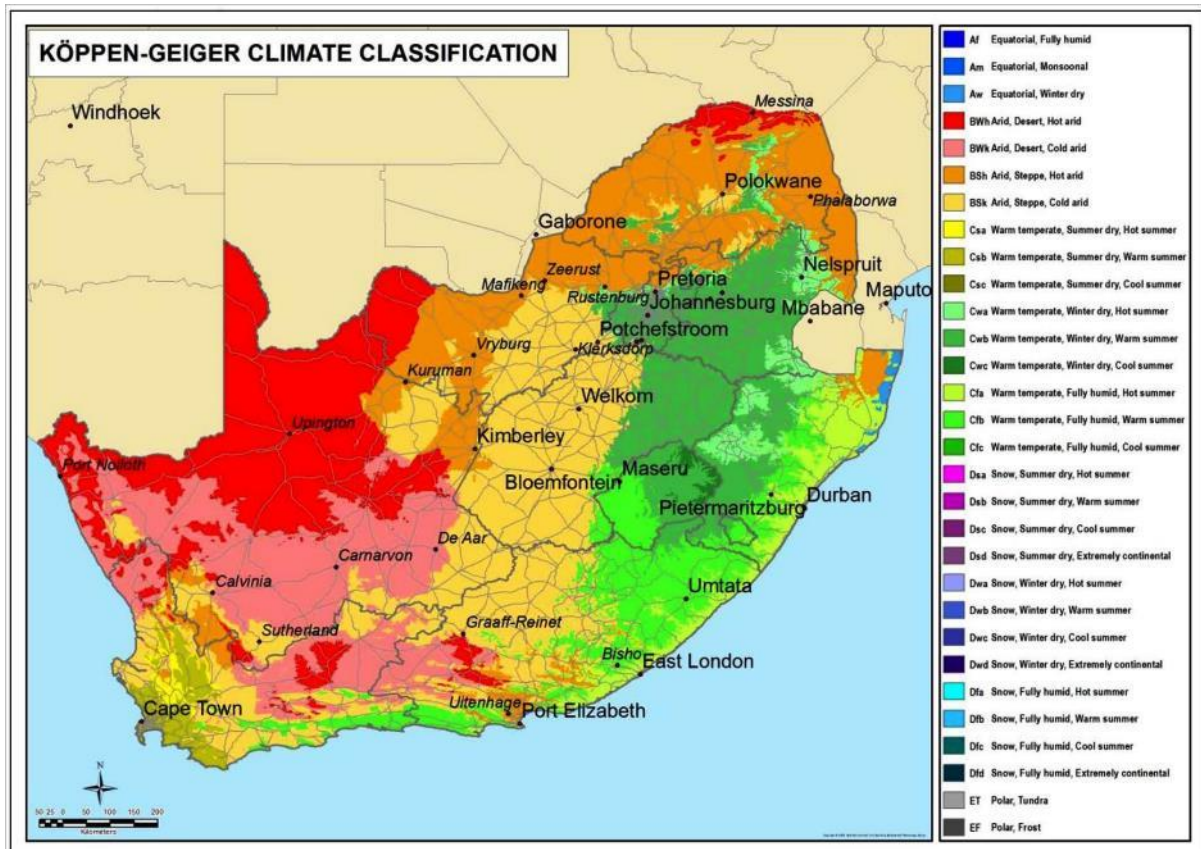 KÖPPEN-GEIGER CLIMATE CLASSIFICATION
Windhoek
Messina
Polokwane
Phalaborwa
Gaborone
Zeerust
Nelspruit
Mafikeng
Pretoria
Rustenburg
Johannesburg
Maputo
Mbabane
Potchefstroom
Vryburg
Klerksdorp
Kuruman
Welkom
Upington
Kimberley
Port Nolloth
Maseru
Bloemfontein
Durban
Pietermaritzburg
De Aar
Carnarvon
Calvinia
Umtata
Sutherland
Graaff-Reinet
Bisho
East London
Uitenhage
Cape Town
Port Elizabeth
N
50 25 0 50 100 150 200
Kilometers
Af Equatorial, Fully humid
Am Equatorial, Monsoonal
Aw Equatorial, Winter dry
BWh Arid, Desert, Hot arid
BWk Arid, Desert, Cold arid
BSh Arid, Steppe, Hot arid
BSk Arid, Steppe, Cold arid
Csa Warm temperate, Summer dry, Hot summer
Csb Warm temperate, Summer dry, Warm summer
Csc Warm temperate, Summer dry, Cool summer
Cwa Warm temperate, Winter dry, Hot summer
Cwb Warm temperate, Winter dry, Warm summer
Cwc Warm temperate, Winter dry, Cool summer
Cfa Warm temperate, Fully humid, Hot summer
Cfb Warm temperate, Fully humid, Warm summer
Cfc Warm temperate, Fully humid, Cool summer
Dsa Snow, Summer dry, Hot summer
Dsb Snow, Summer dry, Warm summer
Dsc Snow, Summer dry, Cool summer
Dsd Snow, Summer dry, Extremely continental
Dwa Snow, Winter dry, Hot summer
Dwb Snow, Winter dry, Warm summer
Dwc Snow, Winter dry, Cool summer
Dwd Snow, Winter dry, Extremely continental
Dfa Snow, Fully humid, Hot summer
Dfb Snow, Fully humid, Warm summer
Dfc Snow, Fully humid, Cool summer
Dfd Snow, Fully humid, Extremely continental
ET Polar, Tundra
EF Polar, Frost